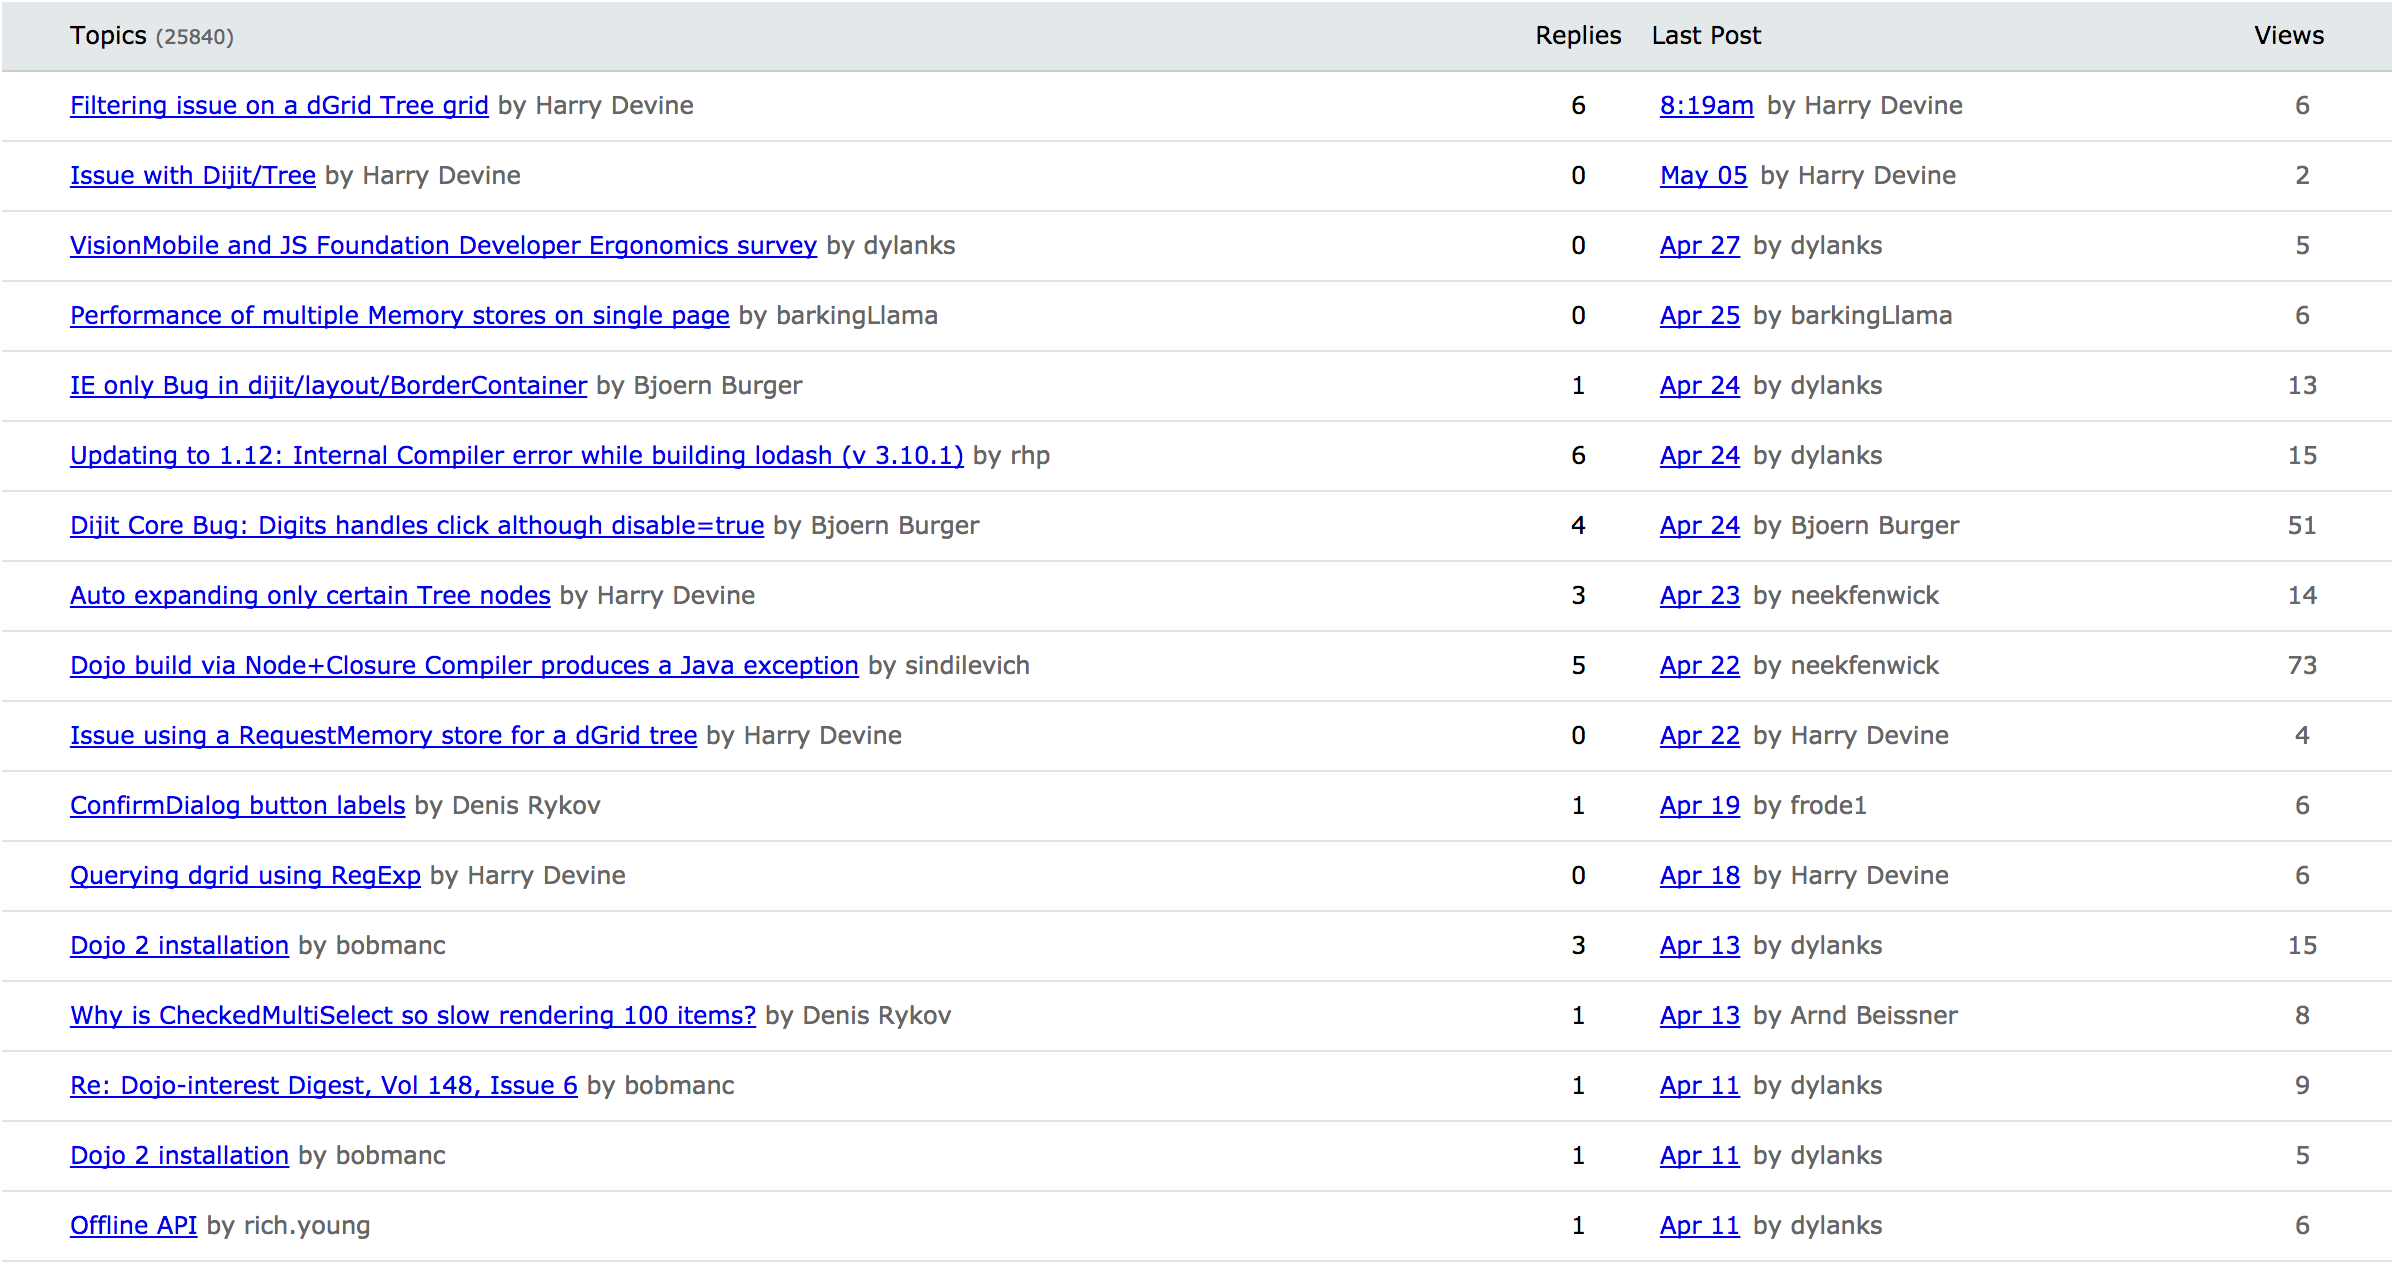 Topics (25840) Replies Last Post Views
Filtering issue on a dGrid Tree grid by Harry Devine 6 8:19am by Harry Devine 6
Issue with Dijit/Tree by Harry Devine 0 May 05 by Harry Devine 2
VisionMobile and JS Foundation Developer Ergonomics survey by dylanks 0 Apr 27 by dylanks 5
Performance of multiple Memory stores on single page by barkingLlama 0 Apr 25 by barkingLlama 6
IE only Bug in dijit/layout/BorderContainer by Bjoern Burger 1 Apr 24 by dylanks 13
Updating to 1.12: Internal Compiler error while building lodash (v 3.10.1) by rhp 6 Apr 24 by dylanks 15
Dijit Core Bug: Digits handles click although disable=true by Bjoern Burger 4 Apr 24 by Bjoern Burger 51
Auto expanding only certain Tree nodes by Harry Devine 3 Apr 23 by neekfenwick 14
Dojo build via Node+Closure Compiler produces a Java exception by sindilevich 5 Apr 22 by neekfenwick 73
Issue using a RequestMemory store for a dGrid tree by Harry Devine 0 Apr 22 by Harry Devine 4
ConfirmDialog button labels by Denis Rykov 1 Apr 19 by frode1 6
Querying dgrid using RegExp by Harry Devine 0 Apr 18 by Harry Devine 6
Dojo 2 installation by bobmanc 3 Apr 13 by dylanks 15
Why is CheckedMultiSelect so slow rendering 100 items? by Denis Rykov 1 Apr 13 by Arnd Beissner 8
Re: Dojo-interest Digest, Vol 148, Issue 6 by bobmanc 1 Apr 11 by dylanks 9
Dojo 2 installation by bobmanc 1 Apr 11 by dylanks 5
Offline API by rich.young 1 Apr 11 by dylanks 6